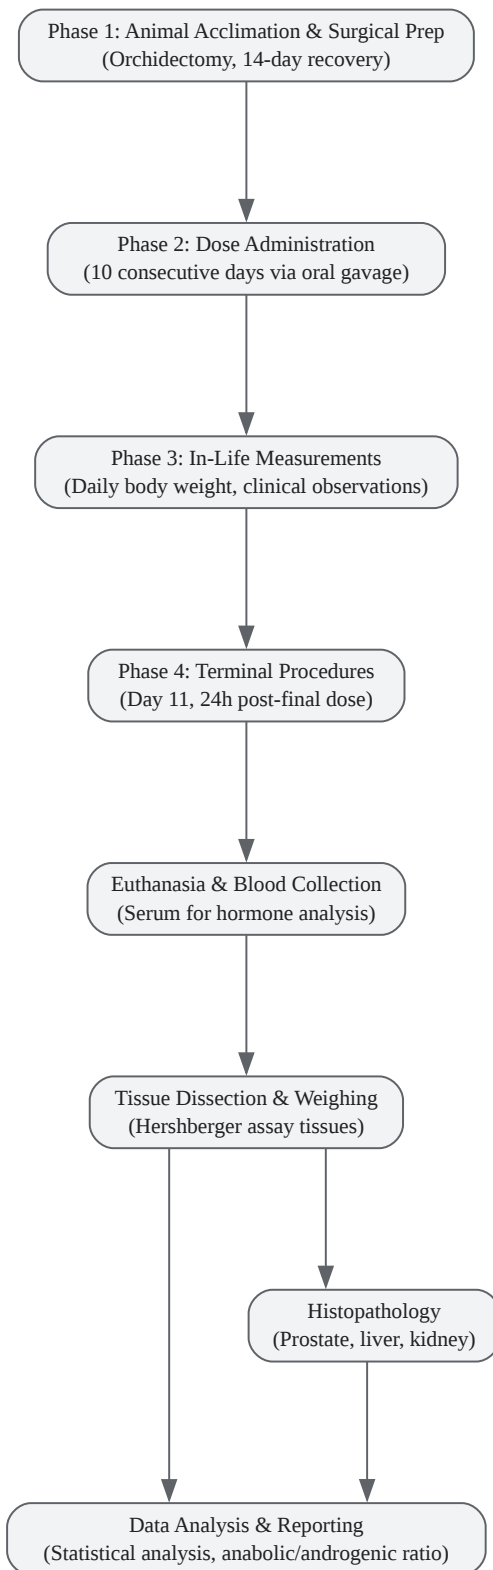 Phase 1: Animal Acclimation & Surgical Prep
(Orchidectomy, 14-day recovery)
Phase 2: Dose Administration
(10 consecutive days via oral gavage)
Phase 3: In-Life Measurements
(Daily body weight, clinical observations)
Phase 4: Terminal Procedures
(Day 11, 24h post-final dose)
Euthanasia & Blood Collection
(Serum for hormone analysis)
Tissue Dissection & Weighing
(Hershberger assay tissues)
Histopathology
(Prostate, liver, kidney)
Data Analysis & Reporting
(Statistical analysis, anabolic/androgenic ratio)